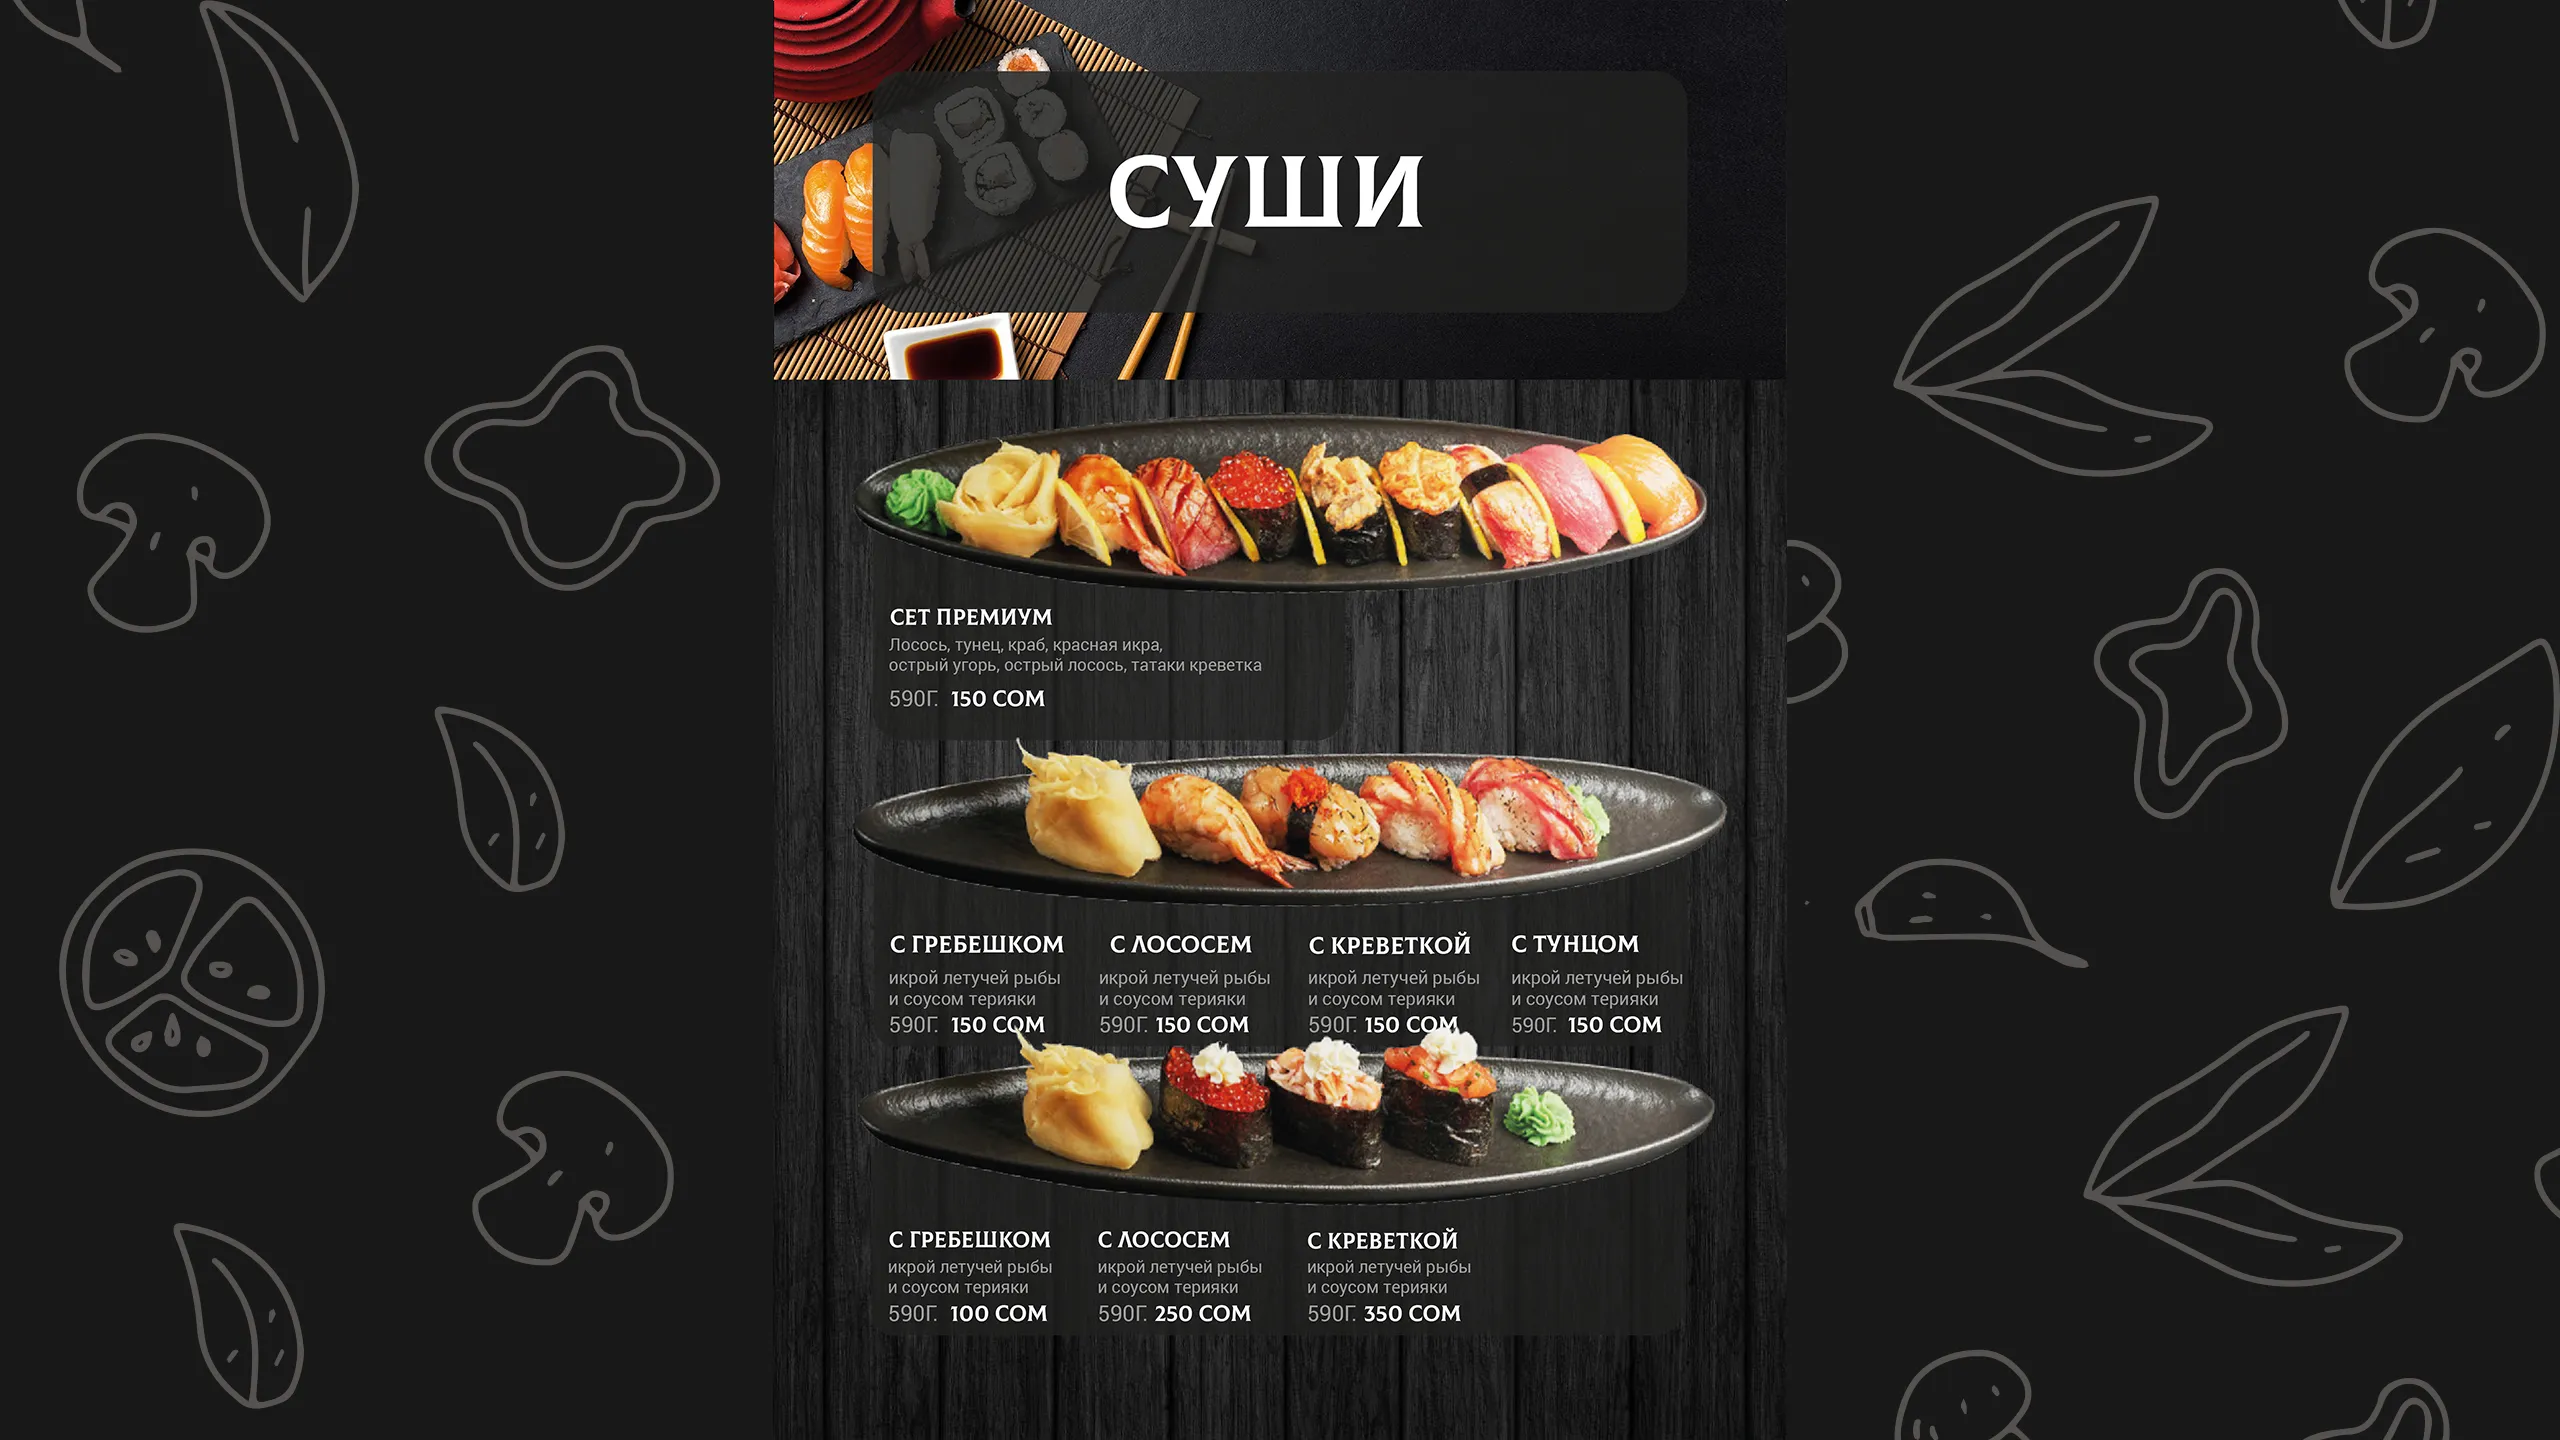 СУШИ
СЕТ ПРЕМИУМ
Лосось, тунец, краб, красная икра,
острый угорь, острый лосось, татаки креветка
590Г. 150 СОМ
С ГРЕБЕШКОМ
икрой летучей рыбы
и соусом терияки
590Г. 150 СОМ
С ЛОСОСЕМ
икрой летучей рыбы
и соусом терияки
590Г. 150 СОМ
С КРЕВЕТКОЙ
икрой летучей рыбы
и соусом терияки
590Г. 150 СОМ
С ТУНЦОМ
икрой летучей рыбы
и соусом терияки
590Г. 150 СОМ
С ГРЕБЕШКОМ
икрой летучей рыбы
и соусом терияки
590Г. 100 СОМ
С ЛОСОСЕМ
икрой летучей рыбы
и соусом терияки
590Г. 250 СОМ
С КРЕВЕТКОЙ
икрой летучей рыбы
и соусом терияки
590Г. 350 СОМ